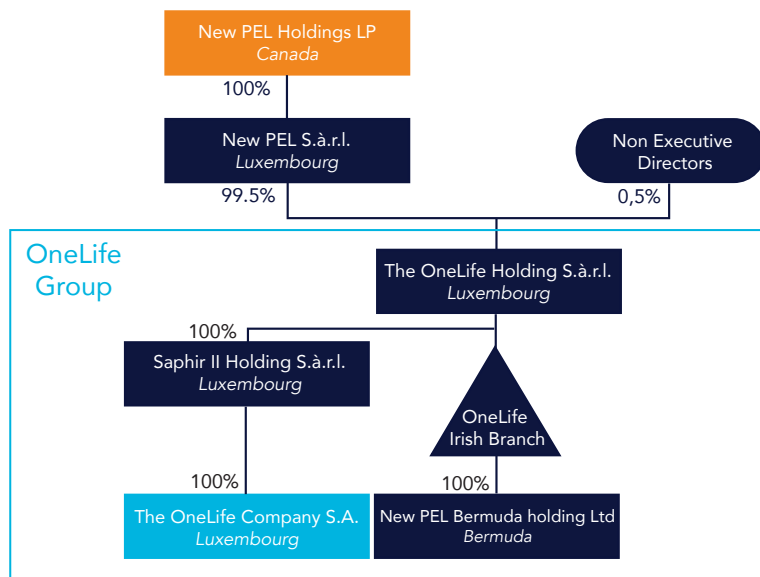 New PEL Holdings LP
Canada
100%
New PEL S.à.r.l.
Luxembourg
Non Executive
Directors
99.5%
0,5%
OneLife
Group
The OneLife Holding S.à.r.l.
Luxembourg
100%
Saphir II Holding S.à.r.l.
Luxembourg
OneLife
Irish Branch
100%
100%
The OneLife Company S.A.
Luxembourg
New PEL Bermuda holding Ltd
Bermuda